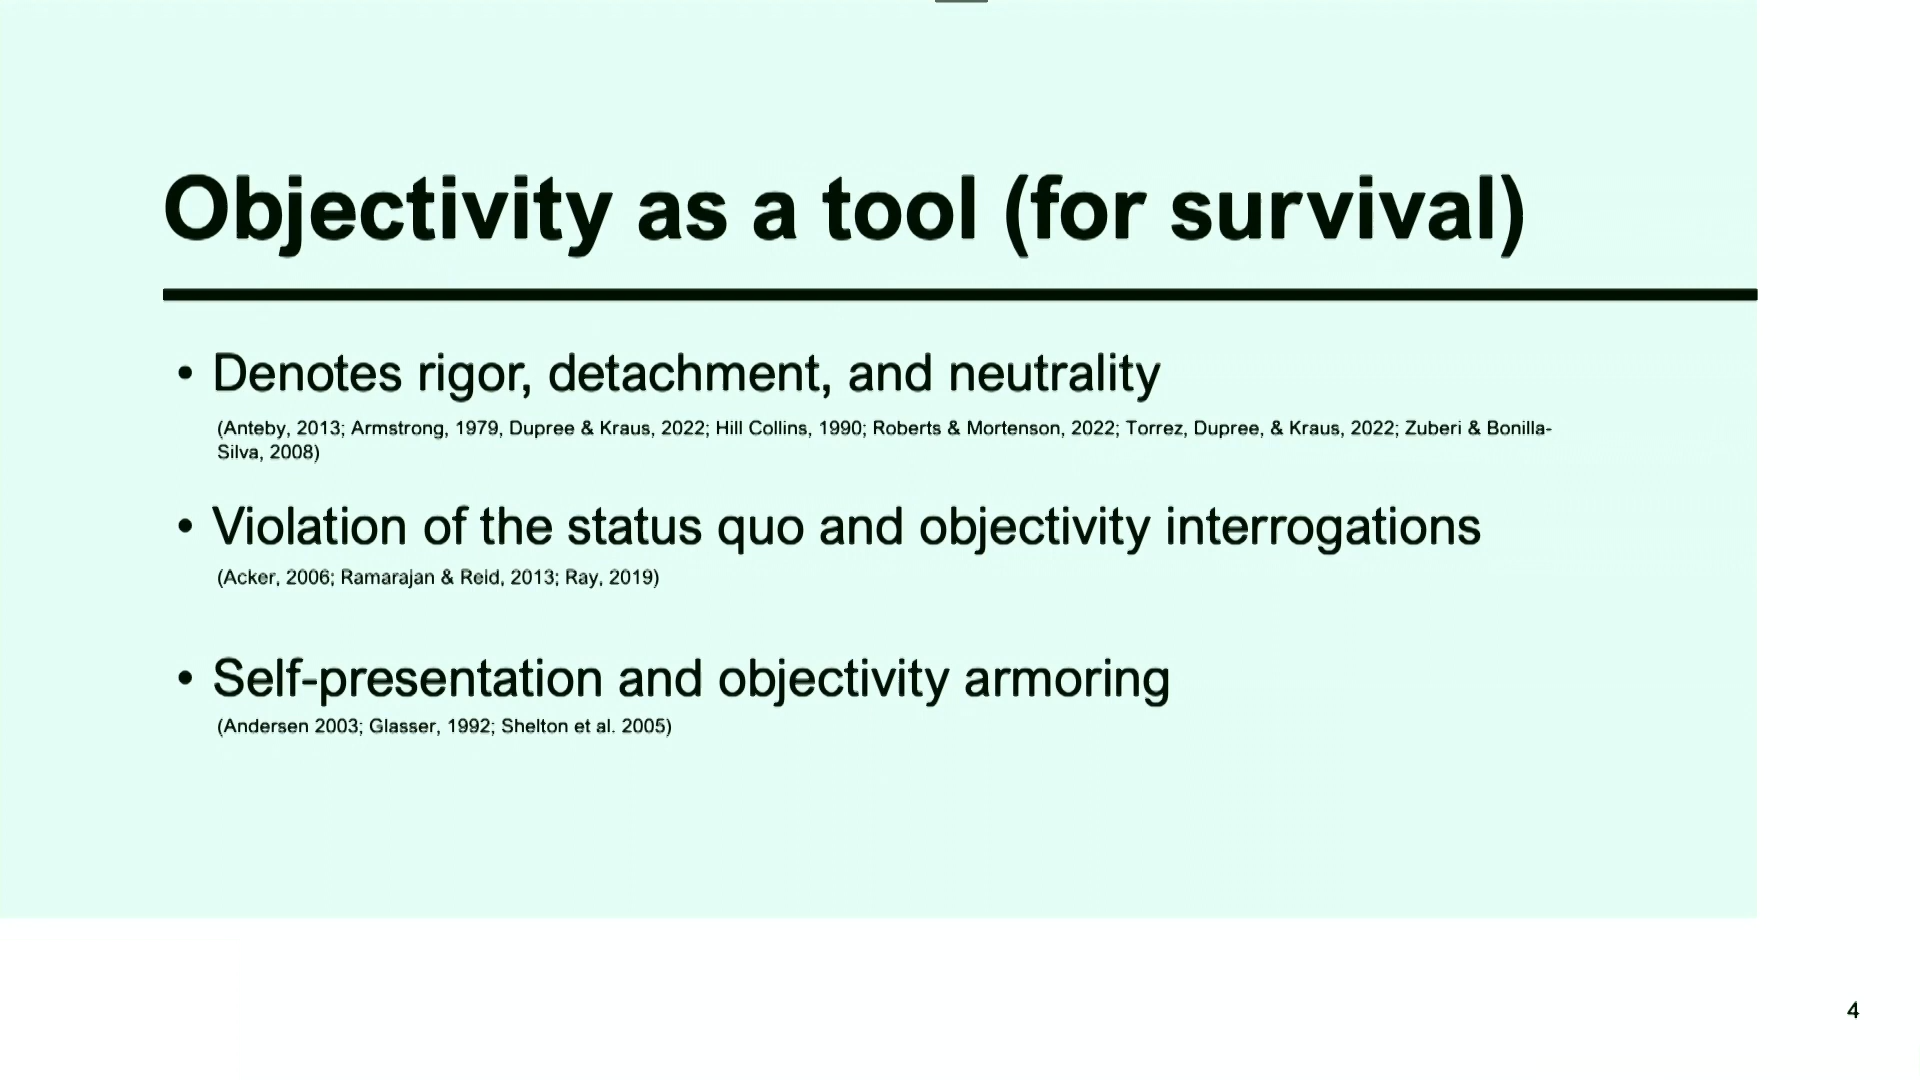 Objectivity as a tool (for survival)
• Denotes rigor, detachment, and neutrality
(Anteby, 2013; Armstrong, 1979, Dupree & Kraus, 2022; Hill Collins, 1990; Roberts & Mortenson, 2022; Torrez, Dupree, & Kraus, 2022; Zuberi & Bonilla-
Silva, 2008)
• Violation of the status quo and objectivity interrogations
(Acker, 2006; Ramarajan & Reid, 2013; Ray, 2019)
• Self-presentation and objectivity armoring
(Andersen 2003; Glasser, 1992; Shelton et al. 2005)
4